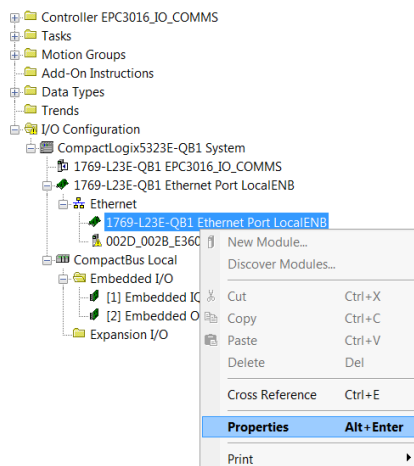 Controller EPC3016_IO_COMMS
Tasks
Motion Groups
Add-On Instructions
Data Types
Trends
I/O Configuration
CompactLogix5323E-QB1 System
1769-L23E-QB1 EPC3016_IO_COMMS
1769-L23E-QB1 Ethernet Port LocalENB
Ethernet
1769-L23E-QB1 Ethernet Port LocalENB
002D_002B_E360
CompactBus Local
Embedded I/O
[1] Embedded IQ
[2] Embedded O
Expansion I/O
New Module...
Discover Modules...
Cut Ctrl+X
Copy Ctrl+C
Paste Ctrl+V
Delete Del
Cross Reference Ctrl+E
Properties Alt+Enter
Print